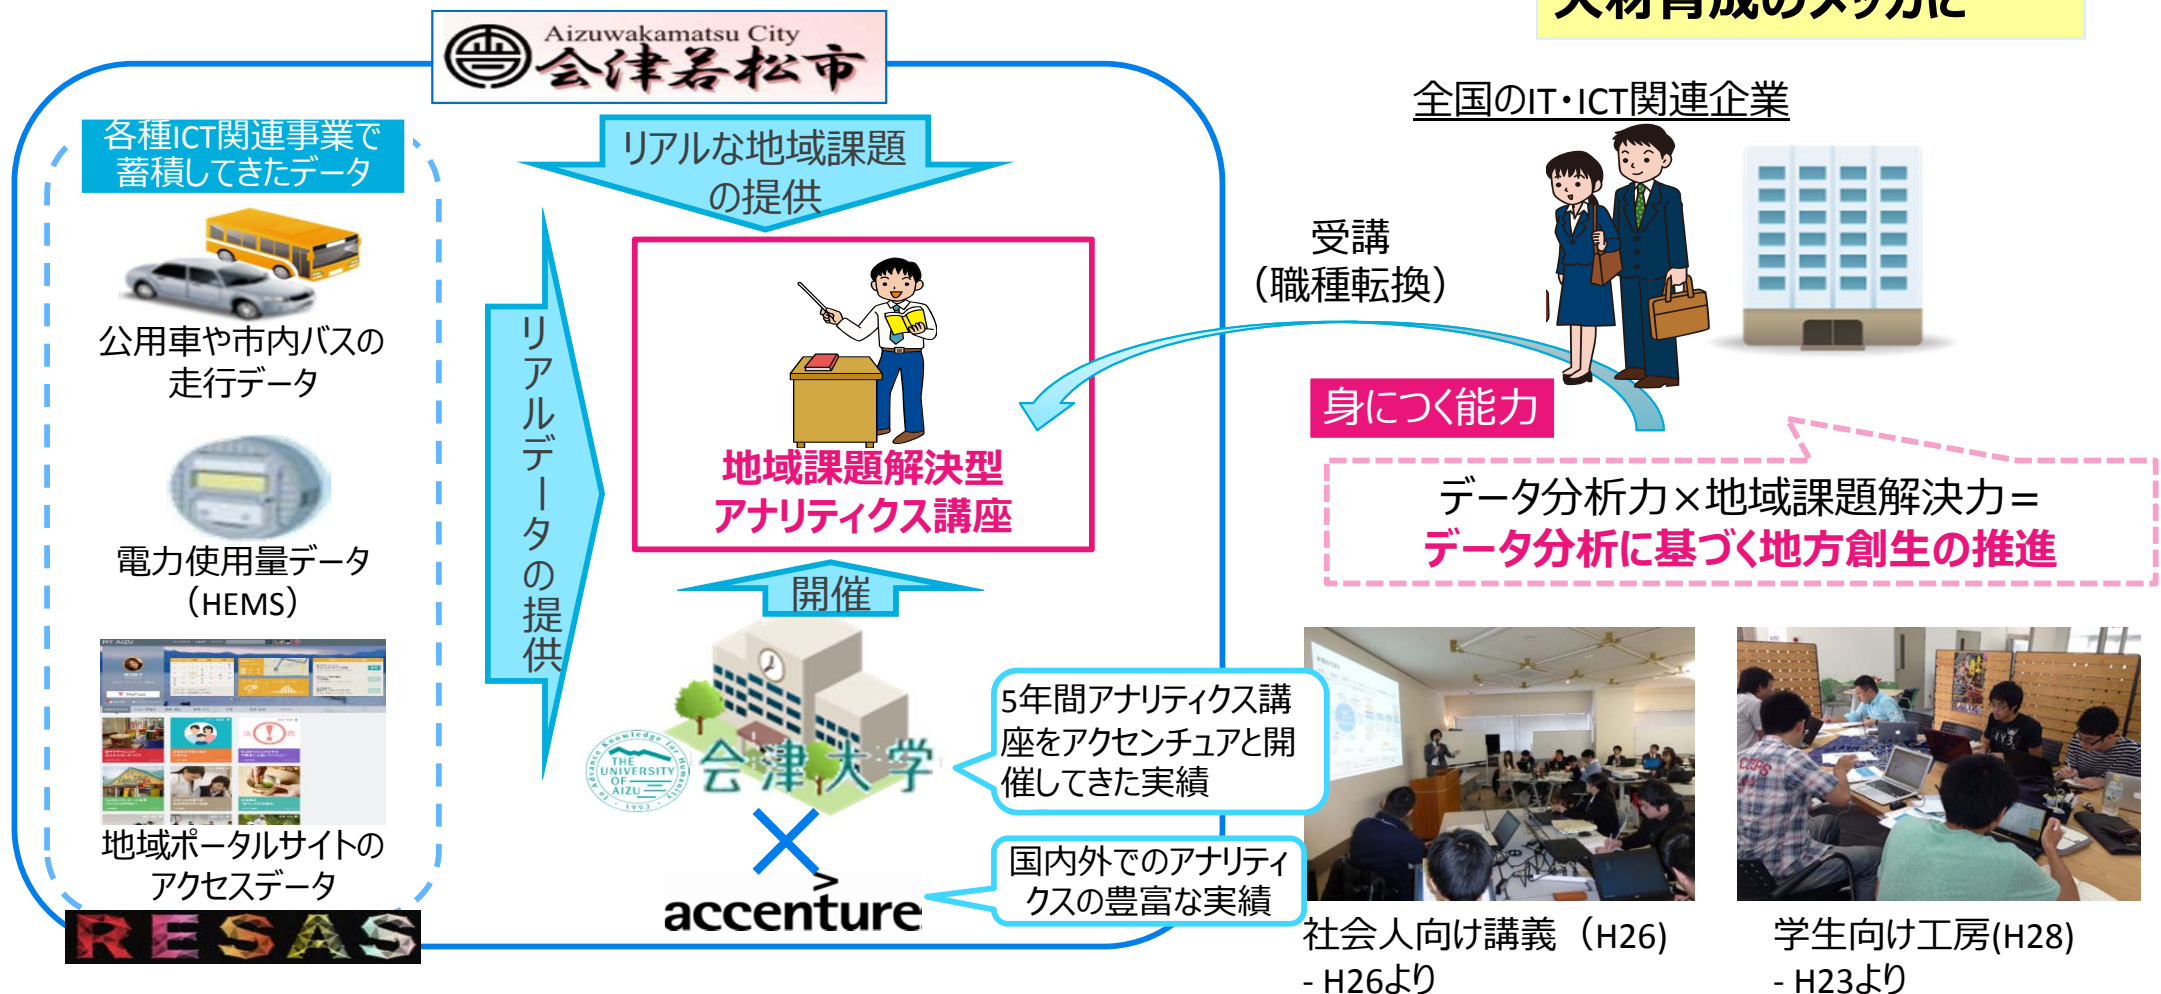 人材育成のメッカに
Aizuwakamatsu City
会津若松市
各種ICT関連事業で
蓄積してきたデータ
公用車や市内バスの
走行データ
電力使用量データ
（HEMS）
MY AIZU
地域ポータルサイトの
アクセスデータ
RESAS
リアルな地域課題
の提供
リアルデータの提供
地域課題解決型
アナリティクス講座
開催
THE
UNIVERSITY
OF
AIZU
1993
To Advance Knowledge for Humanity
会津大学
×
accenture
5年間アナリティクス講
座をアクセンチュアと開
催してきた実績
国内外でのアナリティ
クスの豊富な実績
全国のIT・ICT関連企業
受講
（職種転換）
身につく能力
データ分析力×地域課題解決力＝
データ分析に基づく地方創生の推進
社会人向け講義（H26)
- H26より
学生向け工房(H28)
- H23より